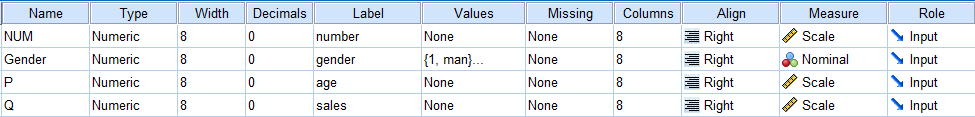 Name Type Width Decimals Label Values Missing Columns Align Measure Role
NUM Numeric 8 0 number None None 8 Right Scale Input
Gender Numeric 8 0 gender {1, man}... None 8 Right Nominal Input
P Numeric 8 0 age None None 8 Right Scale Input
Q Numeric 8 0 sales None None 8 Right Scale Input